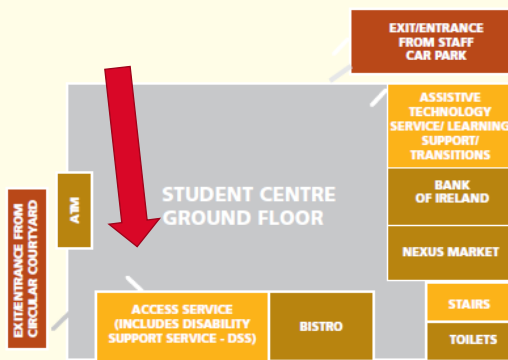 EXIT/ENTRANCE
FROM STAFF
CAR PARK
ASSISTIVE
TECHNOLOGY
SERVICE/ LEARNING
SUPPORT/
TRANSITIONS
BANK
OF IRELAND
STUDENT CENTRE
GROUND FLOOR
ATM
NEXUS MARKET
EXIT/ENTRANCE FROM
CIRCULAR COURTYARD
ACCESS SERVICE
(INCLUDES DISABILITY
SUPPORT SERVICE - DSS)
BISTRO
STAIRS
TOILETS